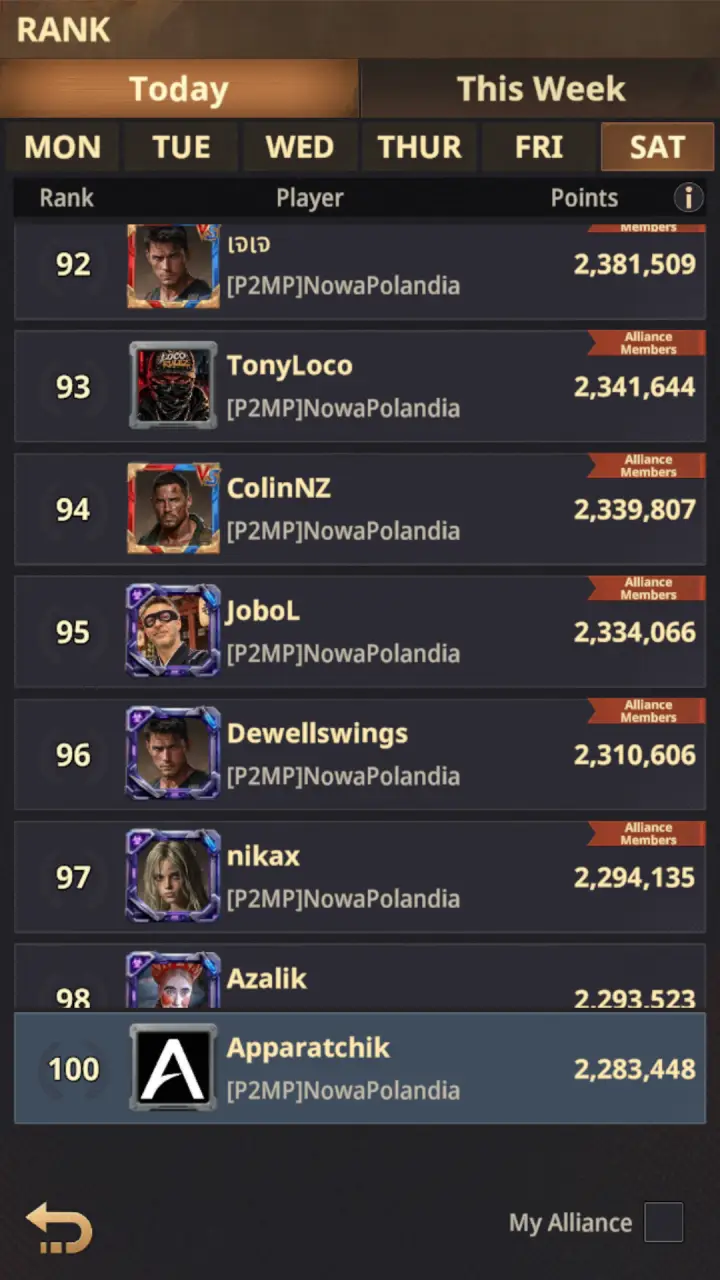 RANK
Today
This Week
MON
TUE
WED
THUR
FRI
SAT
Rank
Player
Points
Members
92
[P2MP]NowaPolandia
2,381,509
Alliance
Members
93
TonyLoco
[P2MP]NowaPolandia
2,341,644
Alliance
Members
94
ColinNZ
[P2MP]NowaPolandia
2,339,807
Alliance
Members
95
JoboL
[P2MP]NowaPolandia
2,334,066
Alliance
Members
96
Dewellswings
[P2MP]NowaPolandia
2,310,606
Alliance
Members
97
nikax
[P2MP]NowaPolandia
2,294,135
98
Azalik
2,293,523
100
Apparatchik
[P2MP]NowaPolandia
2,283,448
My Alliance